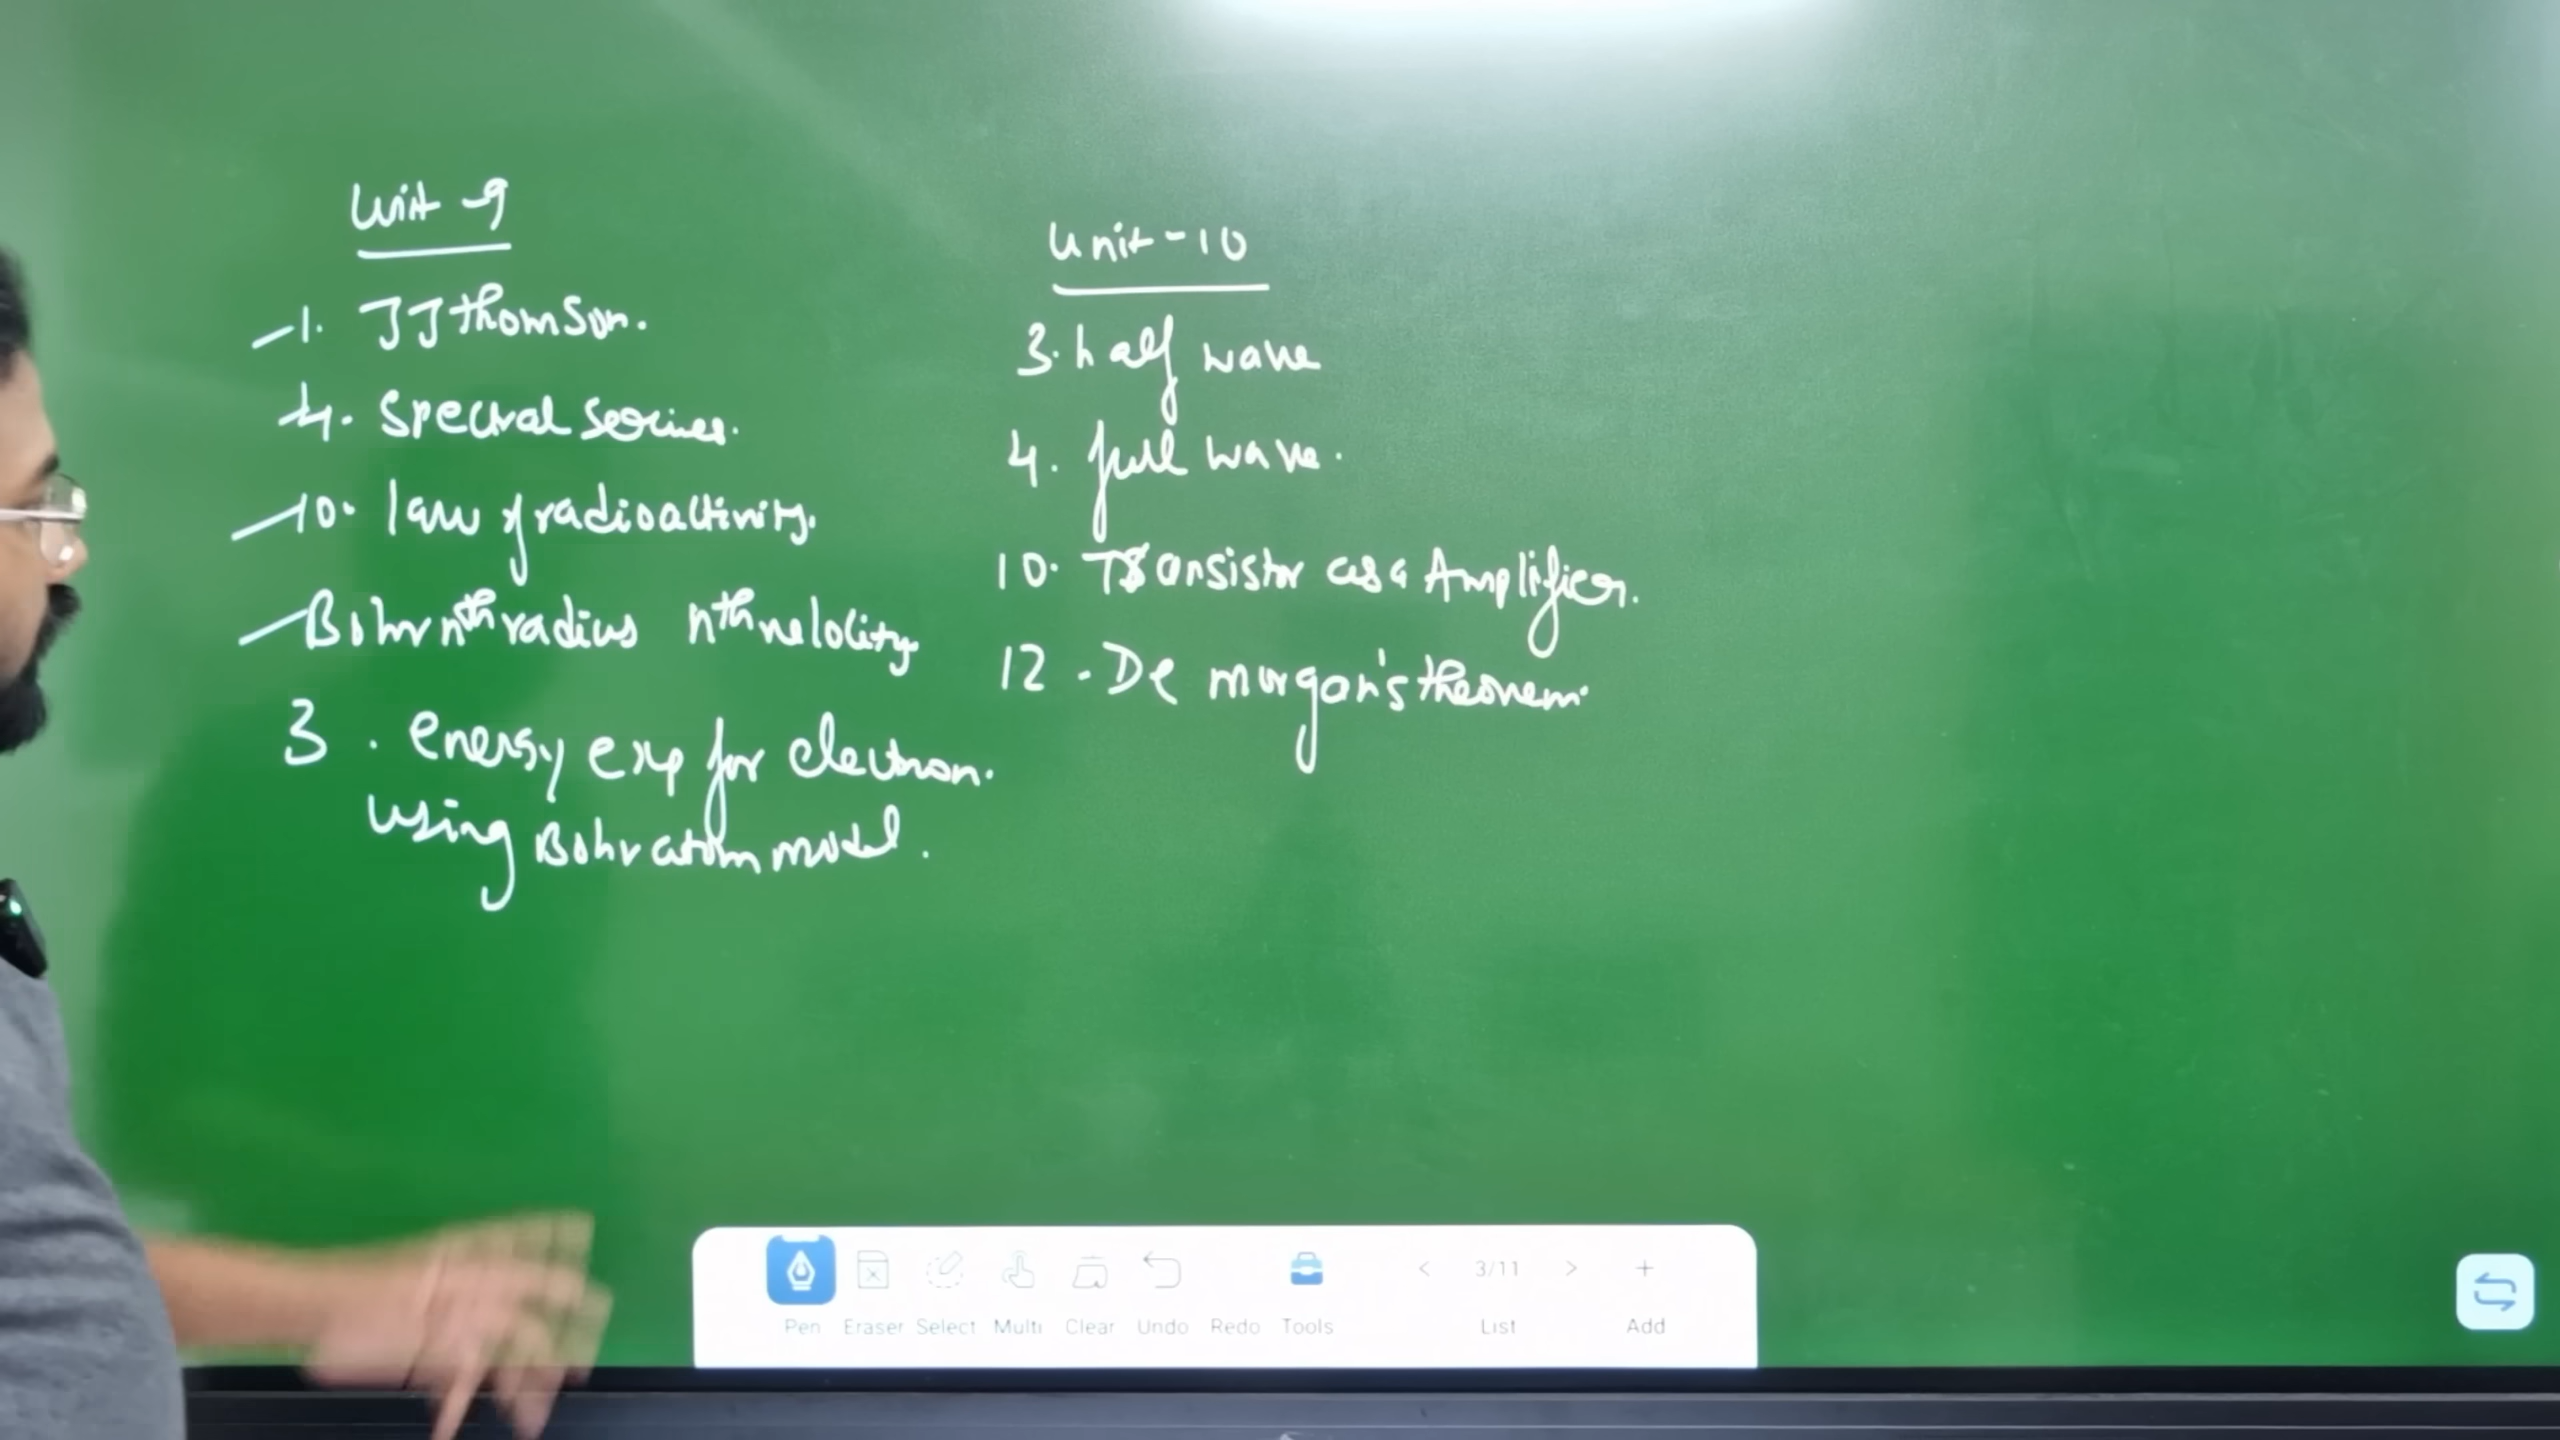 Unit-9
1. JJ thomson.
4. Spectral series.
10. law of radioactivity.
Bohr nth radius nth velocity
3. energy exp for electron.
using Bohr atom model.
Unit-10
3. half wave
4. full wave.
10. Transistor as a Amplifier.
12. De morgan's theorem.
Pen Eraser Select Multi Clear Undo Redo Tools List Add
< 3/11 > +